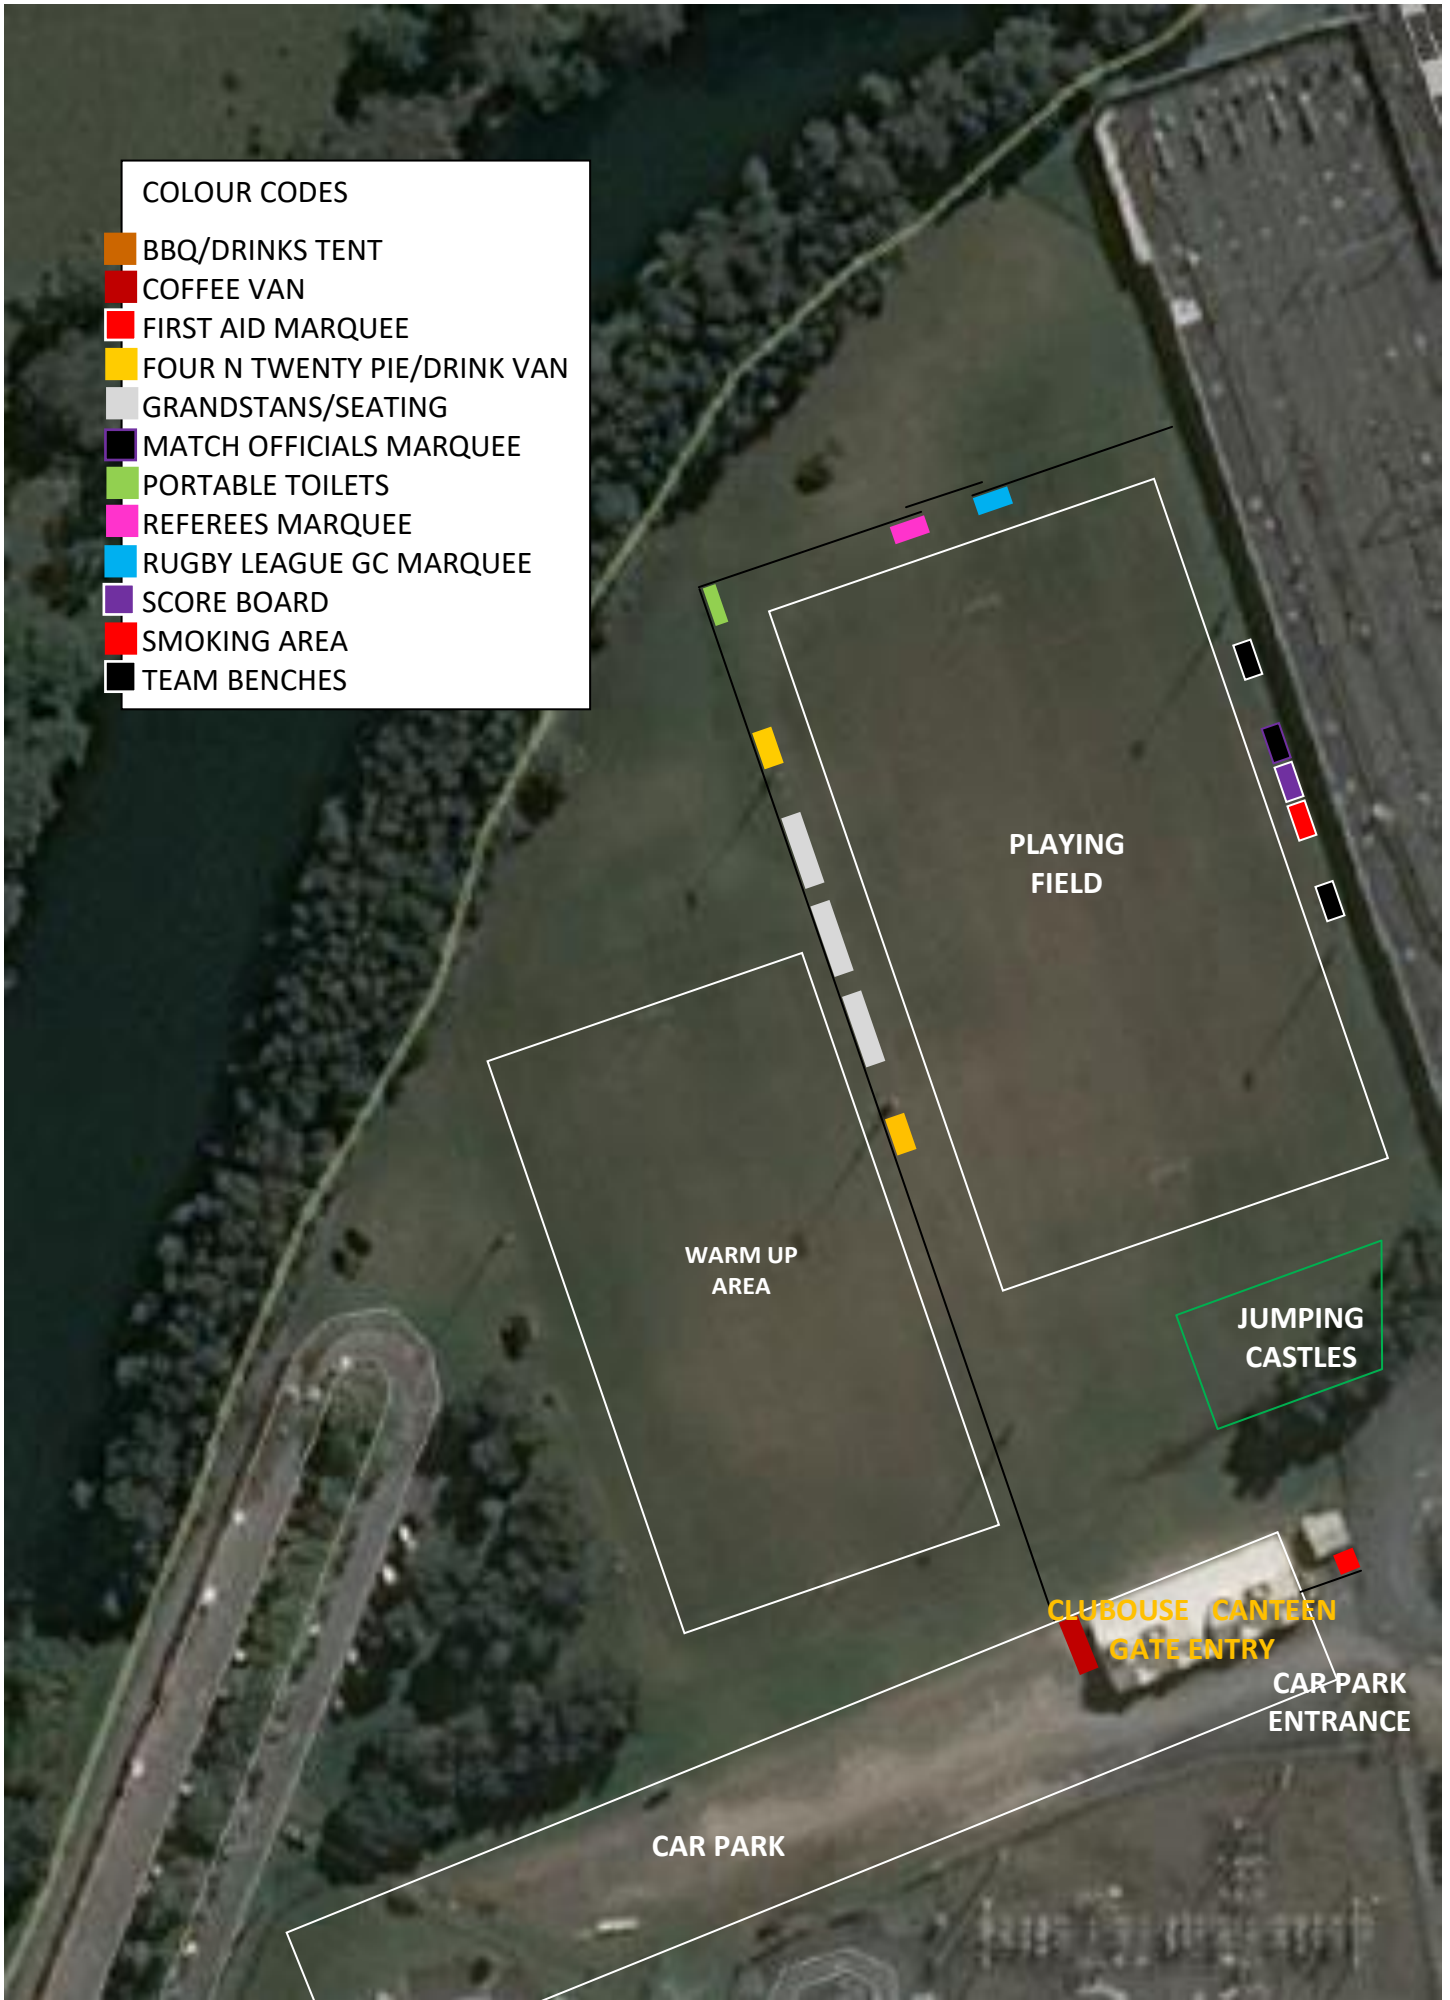 COLOUR CODES
BBQ/DRINKS TENT
COFFEE VAN
FIRST AID MARQUEE
FOUR N TWENTY PIE/DRINK VAN
GRANDSTANS/SEATING
MATCH OFFICIALS MARQUEE
PORTABLE TOILETS
REFEREES MARQUEE
RUGBY LEAGUE GC MARQUEE
SCORE BOARD
SMOKING AREA
TEAM BENCHES
PLAYING
FIELD
WARM UP
AREA
JUMPING
CASTLES
CLUBOUSE CANTEEN
GATE ENTRY
CAR PARK
ENTRANCE
CAR PARK